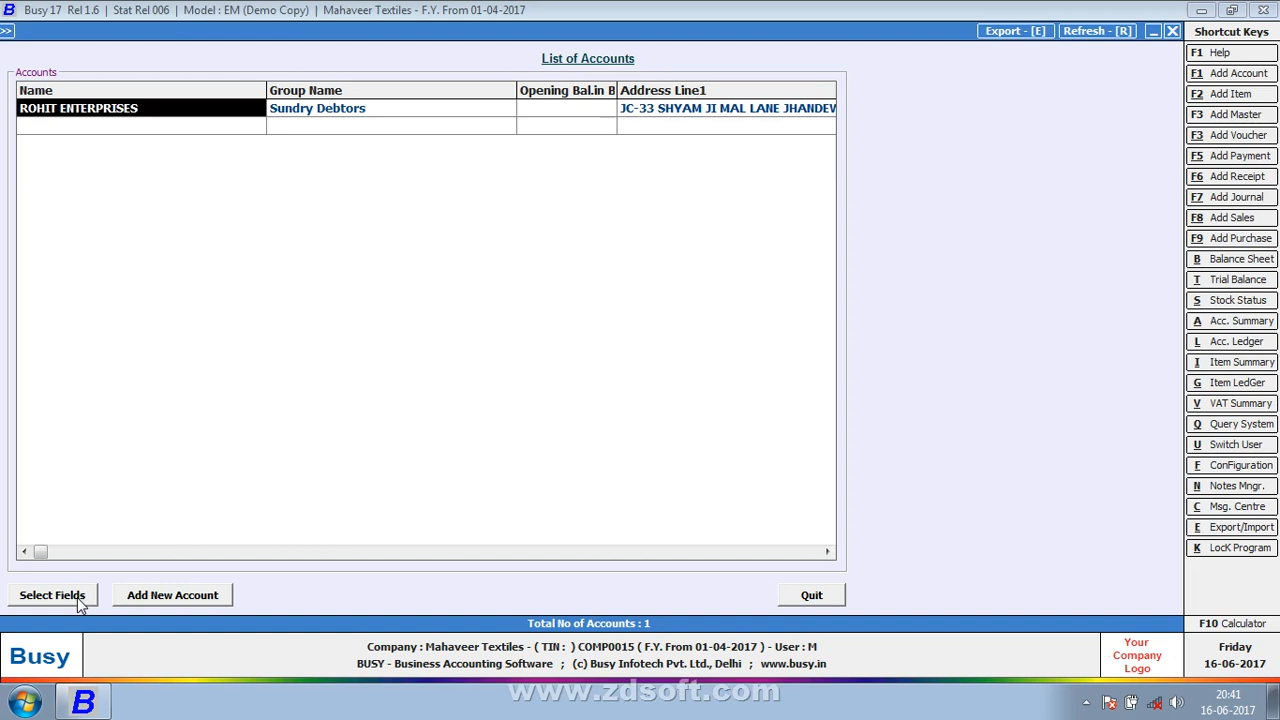 Busy 17 Rel 1.6 | Stat Rel 006 | Model : EM (Demo Copy) | Mahaveer Textiles - F.Y. From 01-04-2017
>> Export - [E] Refresh - [R] Shortcut Keys
List of Accounts
Accounts
Name Group Name Opening Bal.in B Address Line1
ROHIT ENTERPRISES Sundry Debtors JC-33 SHYAM JI MAL LANE JHANDEW
F1 Help
F1 Add Account
F2 Add Item
F3 Add Master
F3 Add Voucher
F5 Add Payment
F6 Add Receipt
F7 Add Journal
F8 Add Sales
F9 Add Purchase
B Balance Sheet
T Trial Balance
S Stock Status
A Acc. Summary
L Acc. Ledger
I Item Summary
G Item LedGer
V VAT Summary
Q Query System
U Switch User
F ConFiguration
N Notes Mngr.
C Msg. Centre
E Export/Import
K LocK Program
Select Fields Add New Account Quit
Total No of Accounts : 1 F10 Calculator
Busy
Company : Mahaveer Textiles - ( TIN : ) COMP0015 ( F.Y. From 01-04-2017 ) - User : M
BUSY - Business Accounting Software ; (c) Busy Infotech Pvt. Ltd., Delhi ; www.busy.in
Your
Company
Logo
Friday
16-06-2017
www.zdsoft.com
20:41
16-06-2017